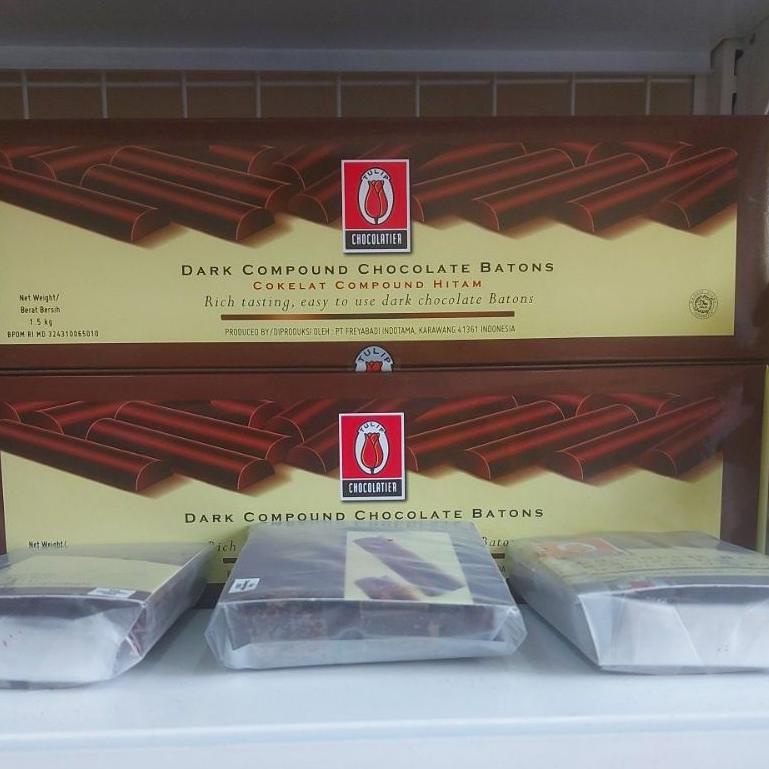 TULIP
CHOCOLATIER
DARK COMPOUND CHOCOLATE BATONS
COKELAT COMPOUND HITAM
Rich tasting, easy to use dark chocolate Batons
Net Weight/
Berat Bersih
1.5 kg
BPOM RI MD 324310065010
PRODUCED BY/DIPRODUKSI OLEH : PT FREYABADI INDOTAMA, KARAWANG 41361 INDONESIA
TULIP
TULIP
CHOCOLATIER
DARK COMPOUND CHOCOLATE BATONS
Net Weight/